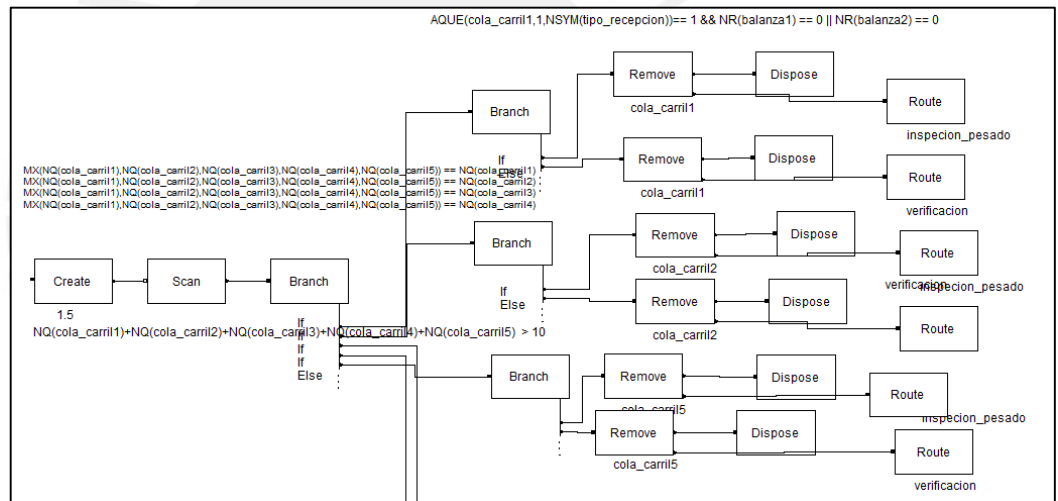 AQUE(cola_carril1,1,NSYM(tipo_recepcion))== 1 && NR(balanza1) == 0 || NR(balanza2) == 0
Remove
Dispose
cola_carril1
Route
inspecion_pesado
Branch
If
Else
Remove
Dispose
cola_carril1
Route
verificacion
MX(NQ(cola_carril1),NQ(cola_carril2),NQ(cola_carril3),NQ(cola_carril4),NQ(cola_carril5)) == NQ(cola_carril1)
MX(NQ(cola_carril1),NQ(cola_carril2),NQ(cola_carril3),NQ(cola_carril4),NQ(cola_carril5)) == NQ(cola_carril2)
MX(NQ(cola_carril1),NQ(cola_carril2),NQ(cola_carril3),NQ(cola_carril4),NQ(cola_carril5)) == NQ(cola_carril3)
MX(NQ(cola_carril1),NQ(cola_carril2),NQ(cola_carril3),NQ(cola_carril4),NQ(cola_carril5)) == NQ(cola_carril4)
Branch
If
Else
Remove
Dispose
cola_carril2
Route
inspecion_pesado
Remove
Dispose
cola_carril2
verificacion
Route
Create
1.5
Scan
Branch
NQ(cola_carril1)+NQ(cola_carril2)+NQ(cola_carril3)+NQ(cola_carril4)+NQ(cola_carril5) > 10
If
If
If
If
Else
Branch
Remove
Dispose
cola_carril5
Route
inspecion_pesado
Remove
Dispose
cola_carril5
Route
verificacion